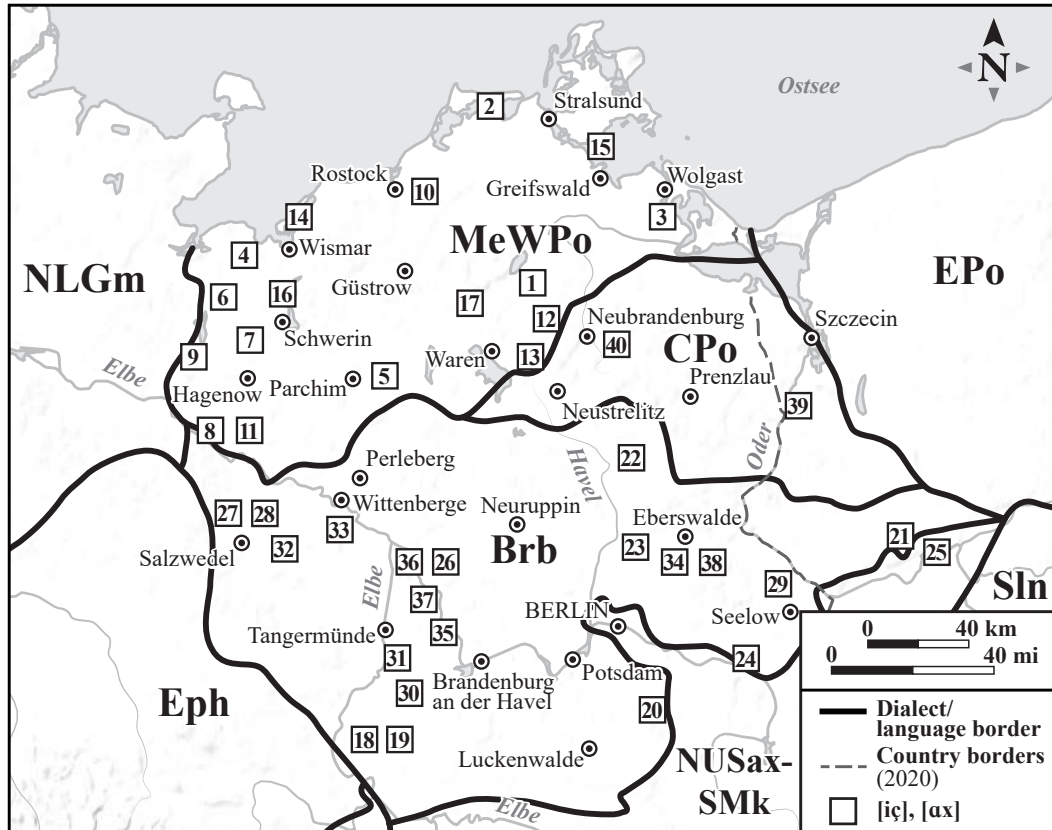 N
Ostsee
2
Stralsund
15
Rostock
10
Greifswald
Wolgast
3
14
4
Wismar
MeWPo
NLGm
EPo
Güstrow
1
6
16
17
12
Neubrandenburg
Szczecin
Schwerin
7
40
CPo
9
Waren
13
Elbe
Hagenow
Parchim
5
Prenzlau
Neustrelitz
39
8
11
Oder
22
Perleberg
Havel
Wittenberge
27
28
33
Neuruppin
Eberswalde
21
25
Salzwedel
32
Brb
23
34
38
36
26
Sln
29
Elbe
37
BERLIN
Seelow
Tangermünde
35
31
24
Potsdam
Brandenburg
an der Havel
30
Eph
20
18
19
Luckenwalde
NUSax-
SMk
Elbe
0 40 km
0 40 mi
Dialect/
language border
Country borders
(2020)
[iç], [ɑx]